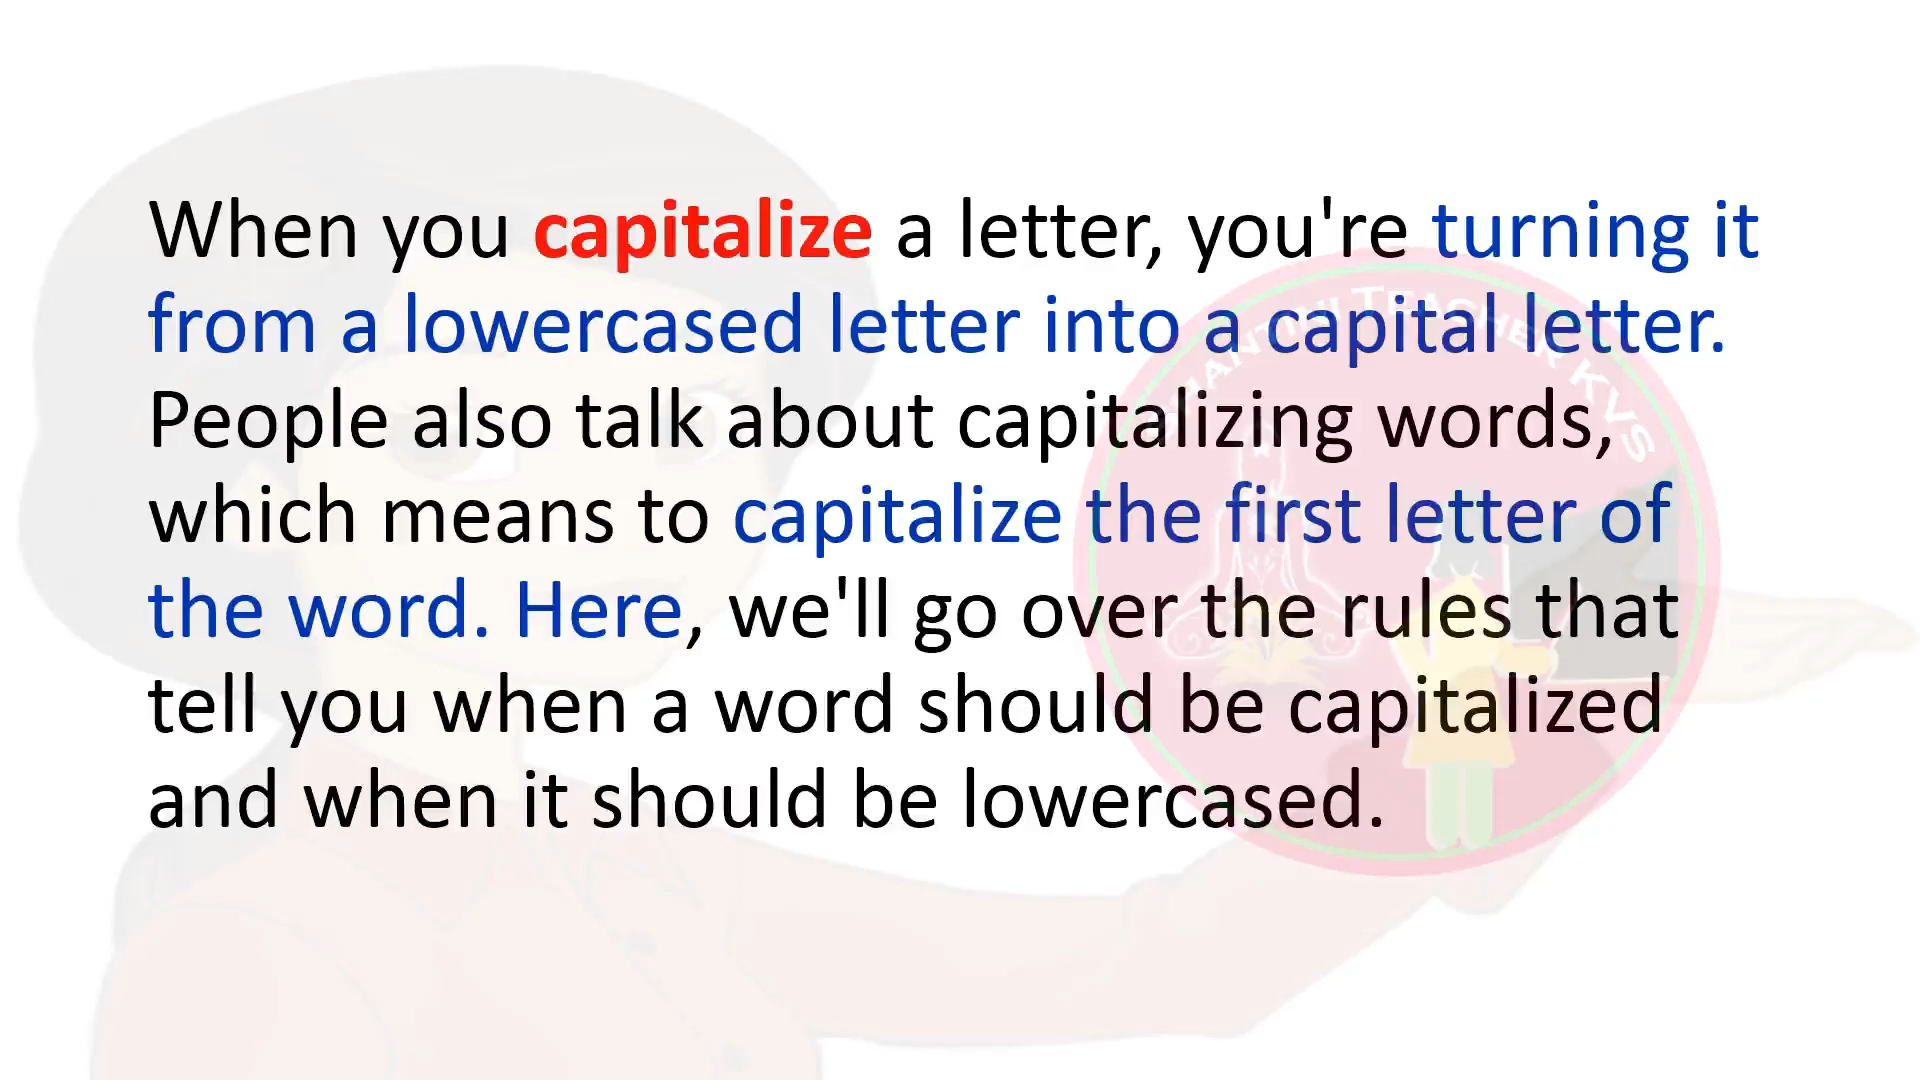 When you capitalize a letter, you're turning it
from a lowercased letter into a capital letter.
People also talk about capitalizing words,
which means to capitalize the first letter of
the word. Here, we'll go over the rules that
tell you when a word should be capitalized
and when it should be lowercased.
TEACHER KVS